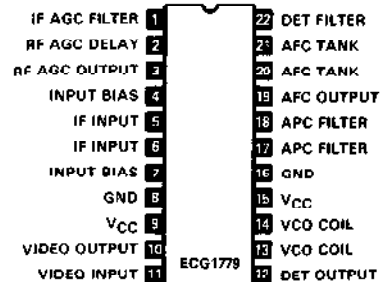 IF AGC FILTER 1 22 DET FILTER
RF AGC DELAY 2 21 AFC TANK
RF AGC OUTPUT 3 20 AFC TANK
INPUT BIAS 4 19 AFC OUTPUT
IF INPUT 5 18 APC FILTER
IF INPUT 6 17 APC FILTER
INPUT BIAS 7 16 GND
GND 8 15 VCC
VCC 9 14 VCO COIL
VIDEO OUTPUT 10 13 VCO COIL
VIDEO INPUT 11 ECG1779 12 DET OUTPUT